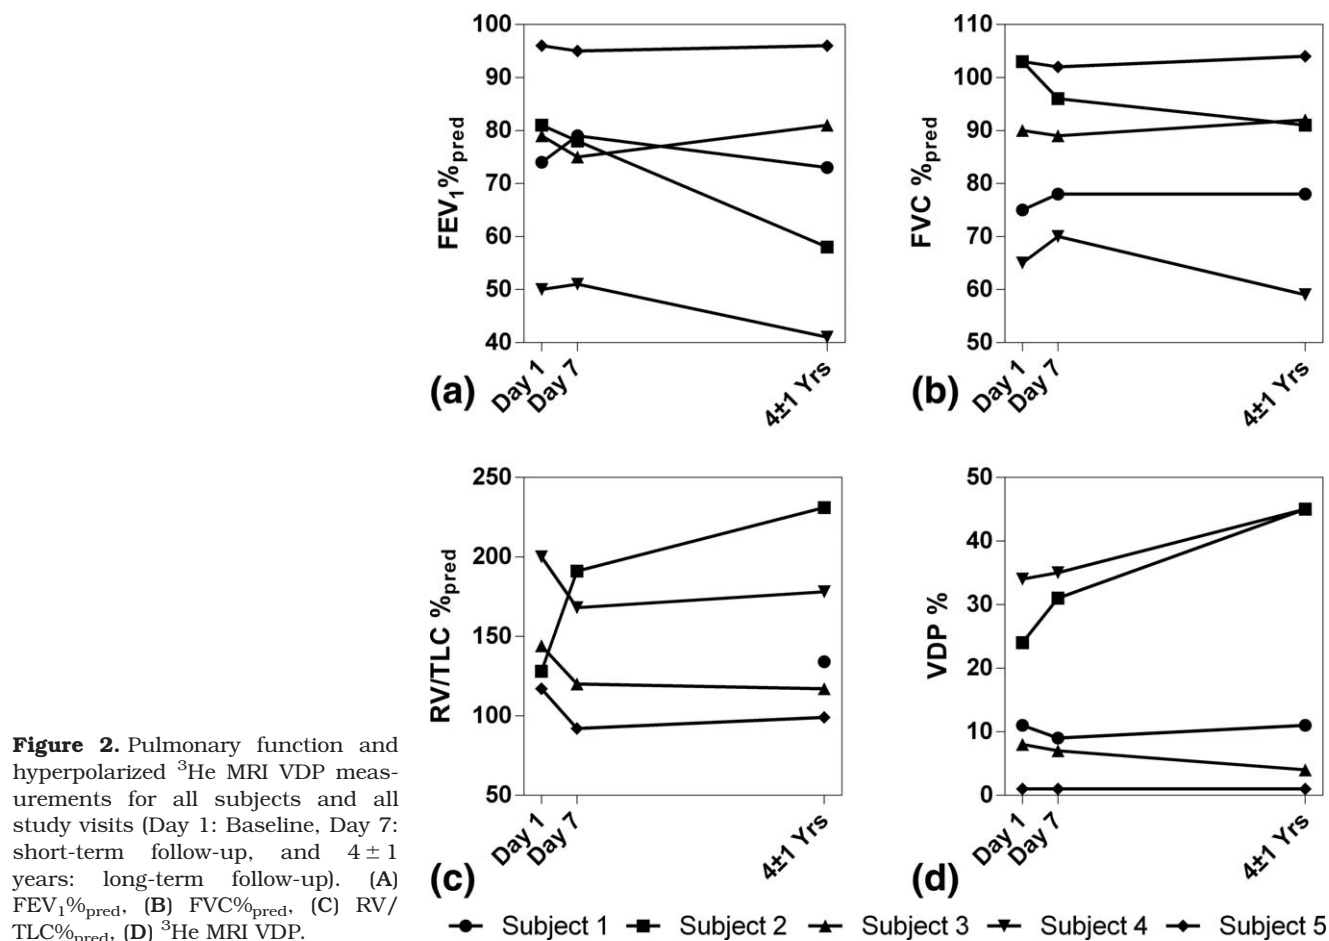 100
90
80
70
60
50
40
FEV₁%pred
Day 1
Day 7
4±1 Yrs
(a)
110
100
90
80
70
60
50
FVC %pred
Day 1
Day 7
4±1 Yrs
(b)
250
200
150
100
50
RV/TLC %pred
Day 1
Day 7
4±1 Yrs
(c)
50
40
30
20
10
0
VDP %
Day 1
Day 7
4±1 Yrs
(d)
Subject 1 Subject 2 Subject 3 Subject 4 Subject 5
Figure 2. Pulmonary function and
hyperpolarized ³He MRI VDP meas-
urements for all subjects and all
study visits (Day 1: Baseline, Day 7:
short-term follow-up, and 4 ± 1
years: long-term follow-up). (A)
FEV₁%pred, (B) FVC%pred, (C) RV/
TLC%pred, (D) ³He MRI VDP.